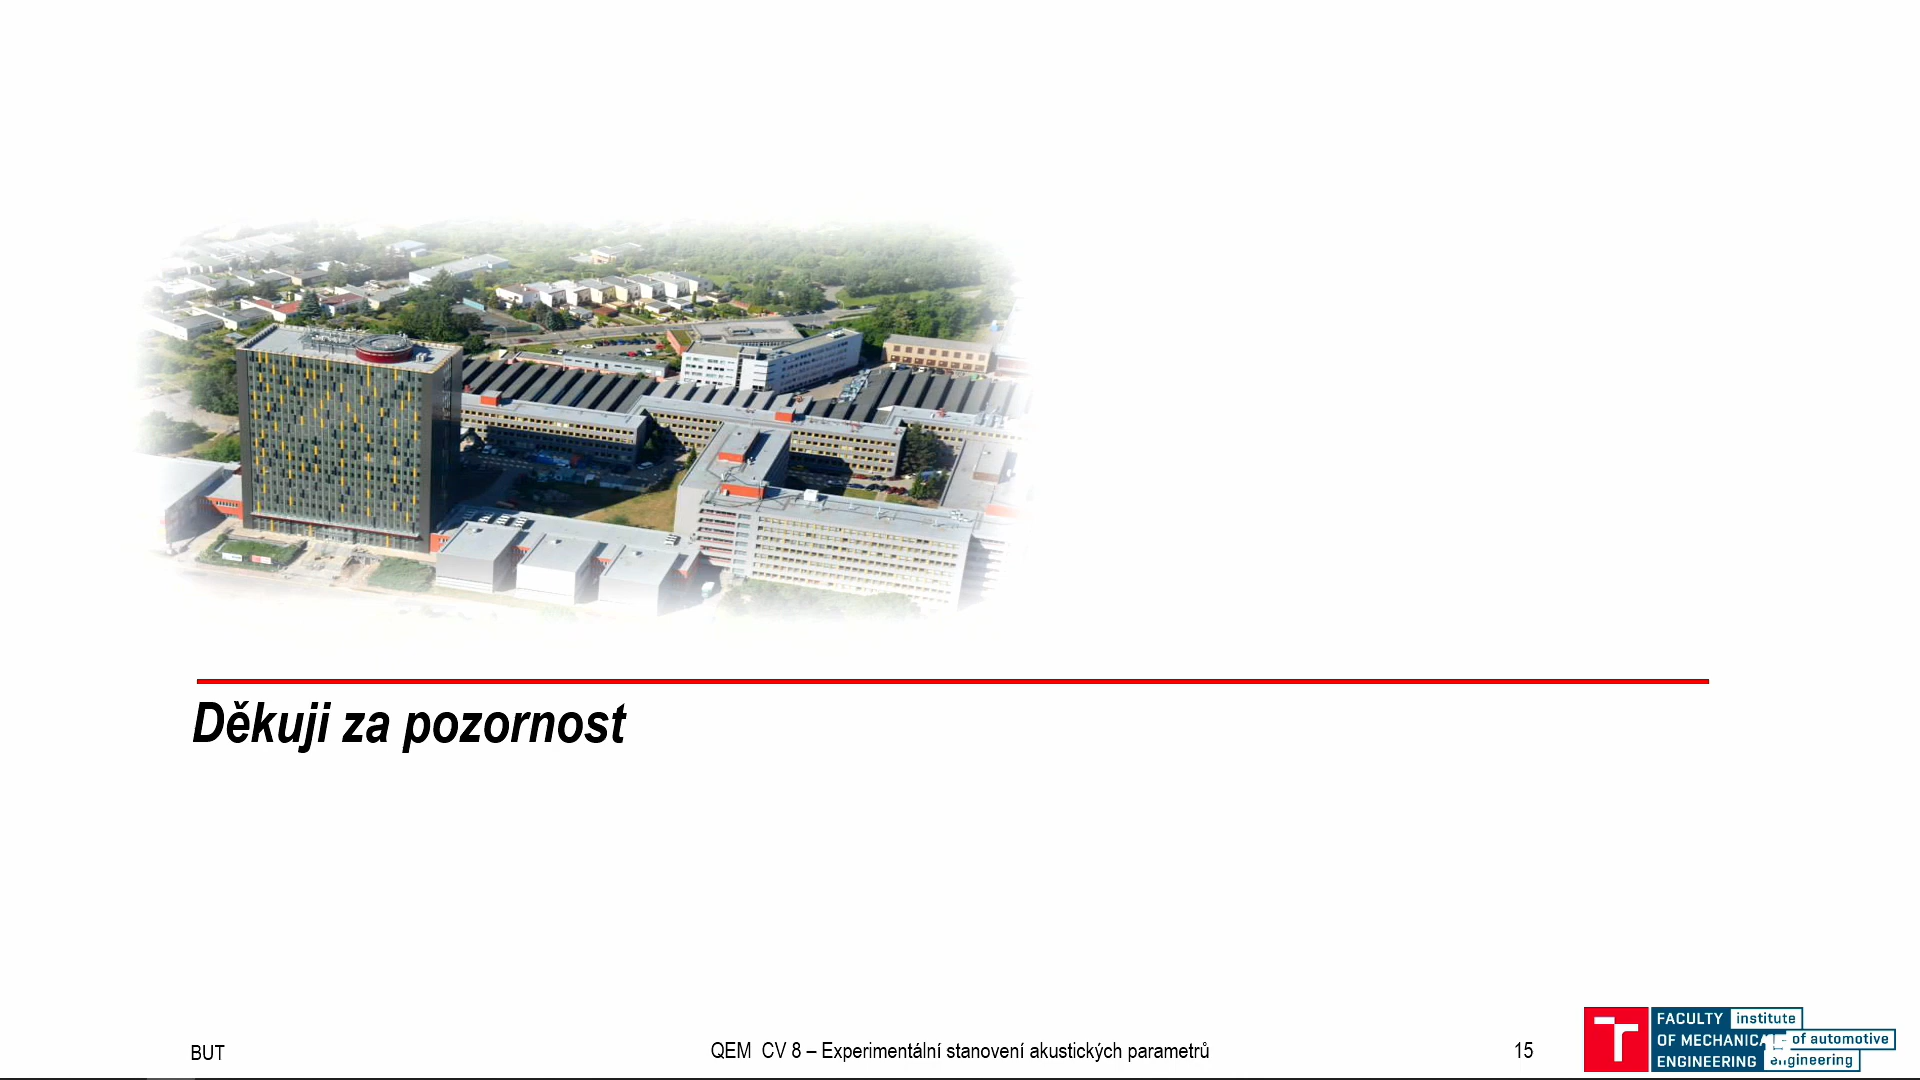 Děkuji za pozornost
BUT
QEM CV 8 – Experimentální stanovení akustických parametrů
15
FACULTY institute
OF MECHANICAL of automotive
ENGINEERING engineering